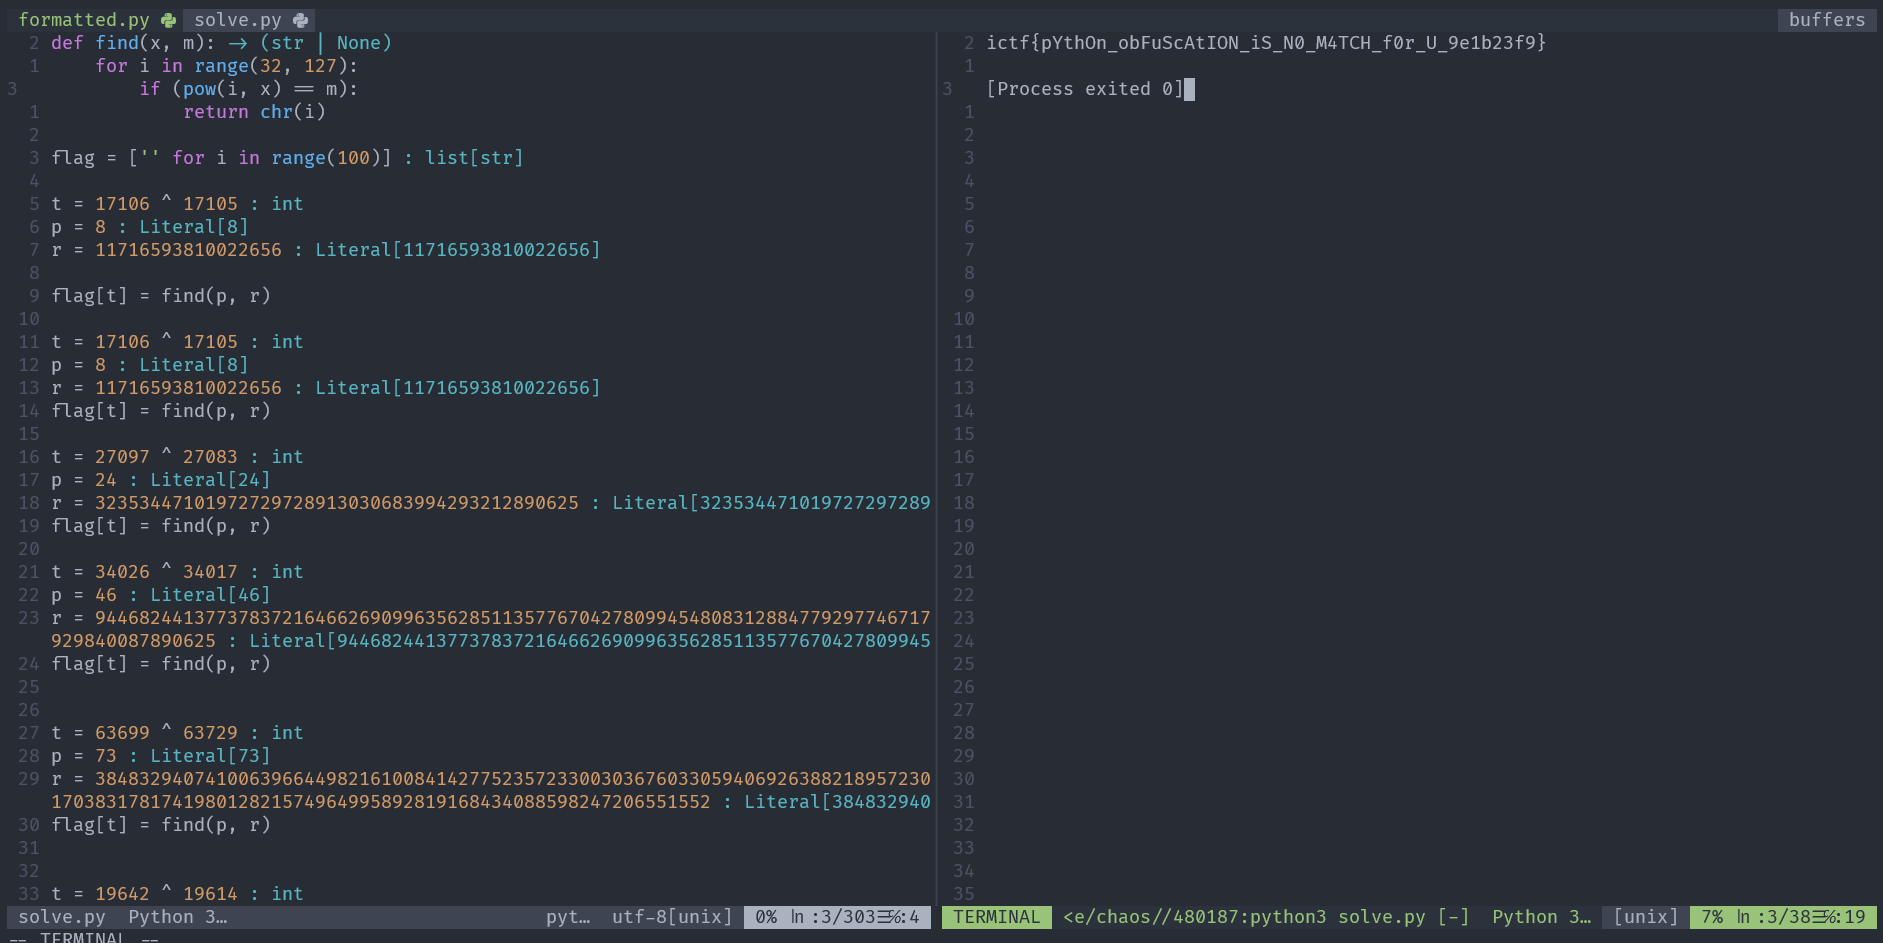 formatted.py solve.py buffers
2 def find(x, m): -> (str | None)
1 for i in range(32, 127):
3 if (pow(i, x) == m):
1 return chr(i)
2
3 flag = ['' for i in range(100)] : list[str]
4
5 t = 17106 ^ 17105 : int
6 p = 8 : Literal[8]
7 r = 11716593810022656 : Literal[11716593810022656]
8
9 flag[t] = find(p, r)
10
11 t = 17106 ^ 17105 : int
12 p = 8 : Literal[8]
13 r = 11716593810022656 : Literal[11716593810022656]
14 flag[t] = find(p, r)
15
16 t = 27097 ^ 27083 : int
17 p = 24 : Literal[24]
18 r = 32353447101972729728913030683994293212890625 : Literal[323534471019727297289
19 flag[t] = find(p, r)
20
21 t = 34026 ^ 34017 : int
22 p = 46 : Literal[46]
23 r = 9446824413773783721646626909963562851135776704278099454808312884779297746717
929840087890625 : Literal[944682441377378372164662690996356285113577670427809945
24 flag[t] = find(p, r)
25
26
27 t = 63699 ^ 63729 : int
28 p = 73 : Literal[73]
29 r = 3848329407410063966449821610084142775235723300303676033059406926388218957230
170383178174198012821574964995892819168434088598247206551552 : Literal[384832940
30 flag[t] = find(p, r)
31
32
33 t = 19642 ^ 19614 : int
solve.py Python 3… pyt… utf-8[unix] 0% ln :3/303☰℅:4
-- TERMINAL --
2 ictf{pYthOn_obFuScAtION_iS_N0_M4TCH_f0r_U_9e1b23f9}
1
3 [Process exited 0]
1
2
3
4
5
6
7
8
9
10
11
12
13
14
15
16
17
18
19
20
21
22
23
24
25
26
27
28
29
30
31
32
33
34
35
TERMINAL <e/chaos//480187:python3 solve.py [-] Python 3… [unix] 7% ln :3/38☰℅:19